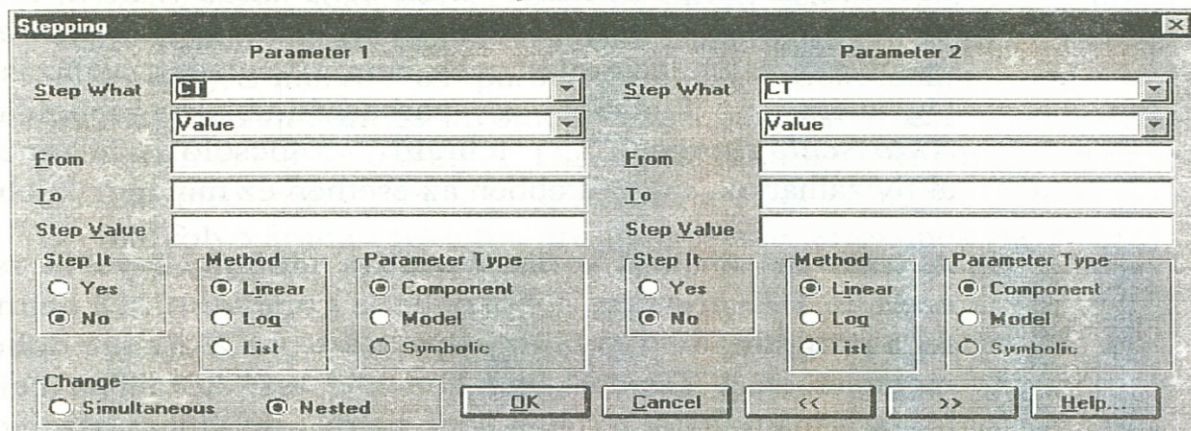 Stepping
Parameter 1 Parameter 2
Step What CT Step What CT
Value Value
From From
To To
Step Value Step Value
Step It Method Parameter Type Step It Method Parameter Type
Yes Linear Component Yes Linear Component
No Log Model No Log Model
List Symbolic List Symbolic
Change
Simultaneous Nested OK Cancel << >> Help...